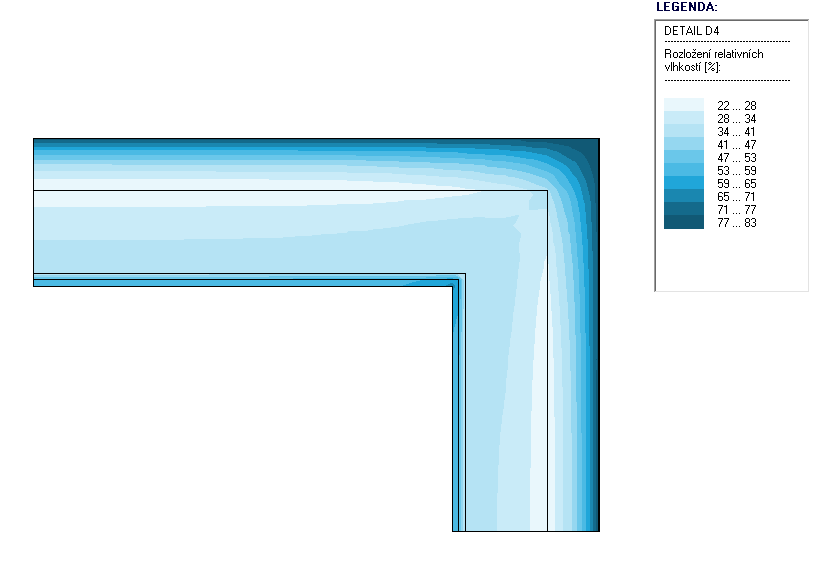 LEGENDA:
DETAIL D4
Rozložení relativních
vlhkostí [%]:
22 ... 28
28 ... 34
34 ... 41
41 ... 47
47 ... 53
53 ... 59
59 ... 65
65 ... 71
71 ... 77
77 ... 83